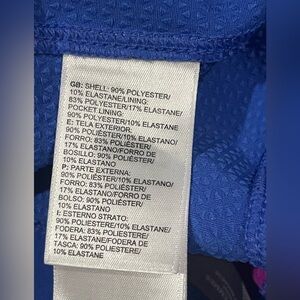 GB: SHELL: 90% POLYESTER/
10% ELASTANE/LINING:
83% POLYESTER/17% ELASTANE/
POCKET LINING:
90% POLYESTER/10% ELASTANE
E: TELA EXTERIOR:
90% POLIÉSTER/10% ELASTANO/
FORRO: 83% POLIÉSTER/
17% ELASTANO/FORRO DE
BOSILLO: 90% POLIÉSTER/
10% ELASTANO
P: PARTE EXTERNA:
90% POLIÉSTER/10% ELASTANO/
FORRO: 83% POLIÉSTER/
17% ELASTANO/FORRO DE
BOLSO: 90% POLIÉSTER/
10% ELASTANO
I: ESTERNO STRATO:
90% POLIESTERE/10% ELASTANE/
FODERA: 83% POLIESTERE/
17% ELASTANE/FODERA DE
TASCA: 90% POLIESTERE/
10% ELASTANE